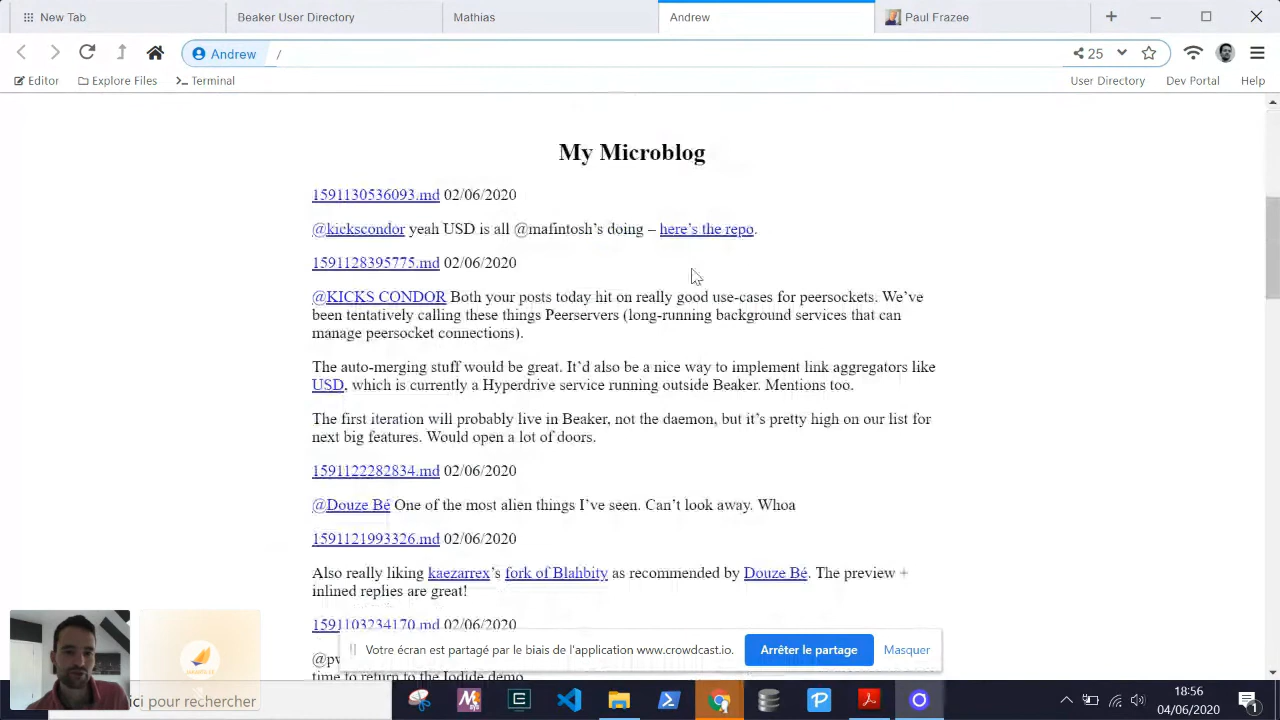 New Tab
Beaker User Directory
Mathias
Andrew
Paul Frazee
Andrew /
25
Editor
Explore Files
Terminal
User Directory
Dev Portal
Help
My Microblog
1591130536093.md 02/06/2020
@kickscondor yeah USD is all @mafintosh's doing – here's the repo.
1591128395775.md 02/06/2020
@KICKS CONDOR Both your posts today hit on really good use-cases for peersockets. We've
been tentatively calling these things Peerservers (long-running background services that can
manage peersocket connections).
The auto-merging stuff would be great. It'd also be a nice way to implement link aggregators like
USD, which is currently a Hyperdrive service running outside Beaker. Mentions too.
The first iteration will probably live in Beaker, not the daemon, but it's pretty high on our list for
next big features. Would open a lot of doors.
1591122282834.md 02/06/2020
@Douze Bé One of the most alien things I've seen. Can't look away. Whoa
1591121993326.md 02/06/2020
Also really liking kaezarrex's fork of Blahbity as recommended by Douze Bé. The preview +
inlined replies are great!
1591103234170.md 02/06/2020
time to return to the Iodide demo
Votre écran est partagé par le biais de l'application www.crowdcast.io.
Arrêter le partage
Masquer
ici pour rechercher
18:56
04/06/2020
1